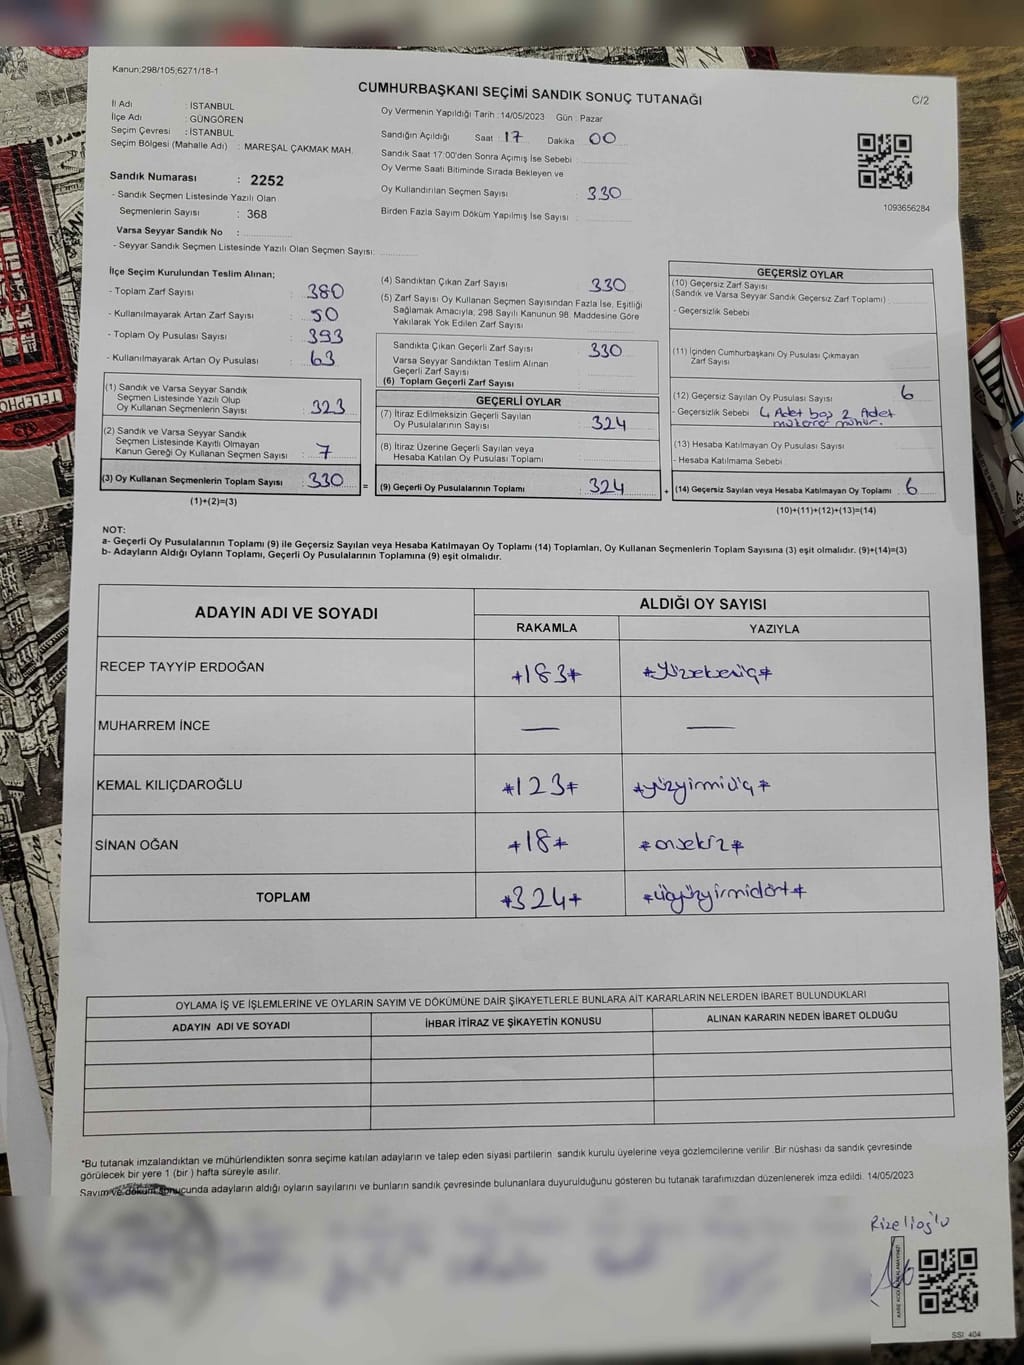 Kanun;298/105;6271/18-1
CUMHURBAŞKANI SEÇİMİ SANDIK SONUÇ TUTANAĞI
C/2
İl Adı : İSTANBUL
İlçe Adı : GÜNGÖREN
Seçim Çevresi : İSTANBUL
Seçim Bölgesi (Mahalle Adı) : MAREŞAL ÇAKMAK MAH.
Sandık Numarası : 2252
- Sandık Seçmen Listesinde Yazılı Olan
Seçmenlerin Sayısı : 368
Varsa Seyyar Sandık No :
- Seyyar Sandık Seçmen Listesinde Yazılı Olan Seçmen Sayısı:
Oy Vermenin Yapıldığı Tarih :14/05/2023 Gün : Pazar
Sandığın Açıldığı Saat : 17 Dakika 00
Sandık Saat 17:00'den Sonra Açımış İse Sebebi
Oy Verme Saati Bitiminde Sırada Bekleyen ve
Oy Kullandırılan Seçmen Sayısı : 330
Birden Fazla Sayım Döküm Yapılmış İse Sayısı :
1093656284
İlçe Seçim Kurulundan Teslim Alınan;
- Toplam Zarf Sayısı : 380
- Kullanılmayarak Artan Zarf Sayısı : 50
- Toplam Oy Pusulası Sayısı : 393
- Kullanılmayarak Artan Oy Pusulası : 63
(1) Sandık ve Varsa Seyyar Sandık
Seçmen Listesinde Yazılı Olup
Oy Kullanan Seçmenlerin Sayısı : 323
(2) Sandık ve Varsa Seyyar Sandık
Seçmen Listesinde Kayıtlı Olmayan
Kanun Gereği Oy Kullanan Seçmen Sayısı : 7
(3) Oy Kullanan Seçmenlerin Toplam Sayısı : 330 =
(1)+(2)=(3)
(4) Sandıktan Çıkan Zarf Sayısı : 330
(5) Zarf Sayısı Oy Kullanan Seçmen Sayısından Fazla İse, Eşitliği
Sağlamak Amacıyla, 298 Sayılı Kanunun 98. Maddesine Göre
Yakılarak Yok Edilen Zarf Sayısı :
Sandıkta Çıkan Geçerli Zarf Sayısı : 330
Varsa Seyyar Sandıktan Teslim Alınan
Geçerli Zarf Sayısı :
(6) Toplam Geçerli Zarf Sayısı :
GEÇERLİ OYLAR
(7) İtiraz Edilmeksizin Geçerli Sayılan
Oy Pusulalarının Sayısı : 324
(8) İtiraz Üzerine Geçerli Sayılan veya
Hesaba Katılan Oy Pusulası Toplamı :
(9) Geçerli Oy Pusulalarının Toplamı : 324 +
GEÇERSİZ OYLAR
(10) Geçersiz Zarf Sayısı
(Sandık ve Varsa Seyyar Sandık Geçersiz Zarf Toplamı) :
- Geçersizlik Sebebi
(11) İçinden Cumhurbaşkanı Oy Pusulası Çıkmayan
Zarf Sayısı :
(12) Geçersiz Sayılan Oy Pusulası Sayısı : 6
- Geçersizlik Sebebi 4 Adet boş 2 Adet
mühür.
(13) Hesaba Katılmayan Oy Pusulası Sayısı :
- Hesaba Katılmama Sebebi
(14) Geçersiz Sayılan veya Hesaba Katılmayan Oy Toplamı : 6
(10)+(11)+(12)+(13)=(14)
NOT:
a- Geçerli Oy Pusulalarının Toplamı (9) ile Geçersiz Sayılan veya Hesaba Katılmayan Oy Toplamı (14) Toplamları, Oy Kullanan Seçmenlerin Toplam Sayısına (3) eşit olmalıdır. (9)+(14)=(3)
b- Adayların Aldığı Oyların Toplamı, Geçerli Oy Pusulalarının Toplamına (9) eşit olmalıdır.
ADAYIN ADI VE SOYADI
ALDIĞI OY SAYISI
RAKAMLA YAZIYLA
RECEP TAYYİP ERDOĞAN *183* *Yüzseksenüç*
MUHARREM İNCE — —
KEMAL KILIÇDAROĞLU *123* *yüzyirmiüç*
SİNAN OĞAN *18* *onsekiz*
TOPLAM *324* *üçyüzyirmidört*
OYLAMA İŞ VE İŞLEMLERİNE VE OYLARIN SAYIM VE DÖKÜMÜNE DAİR ŞİKAYETLERLE BUNLARA AİT KARARLARIN NELERDEN İBARET BULUNDUKLARI
ADAYIN ADI VE SOYADI İHBAR İTİRAZ VE ŞİKAYETİN KONUSU ALINAN KARARIN NEDEN İBARET OLDUĞU
*Bu tutanak imzalandıktan ve mühürlendikten sonra seçime katılan adayların ve talep eden siyasi partilerin sandık kurulu üyelerine veya gözlemcilerine verilir .Bir nüshası da sandık çevresinde
görülecek bir yere 1 (bir ) hafta süreyle asılır.
Sayım ve döküm sonucunda adayların aldığı oyların sayılarını ve bunların sandık çevresinde bulunanlara duyurulduğunu gösteren bu tutanak tarafımızdan düzenlenerek imza edildi. 14/05/2023
Rizelioğlu
SSI 404
TELEPHO